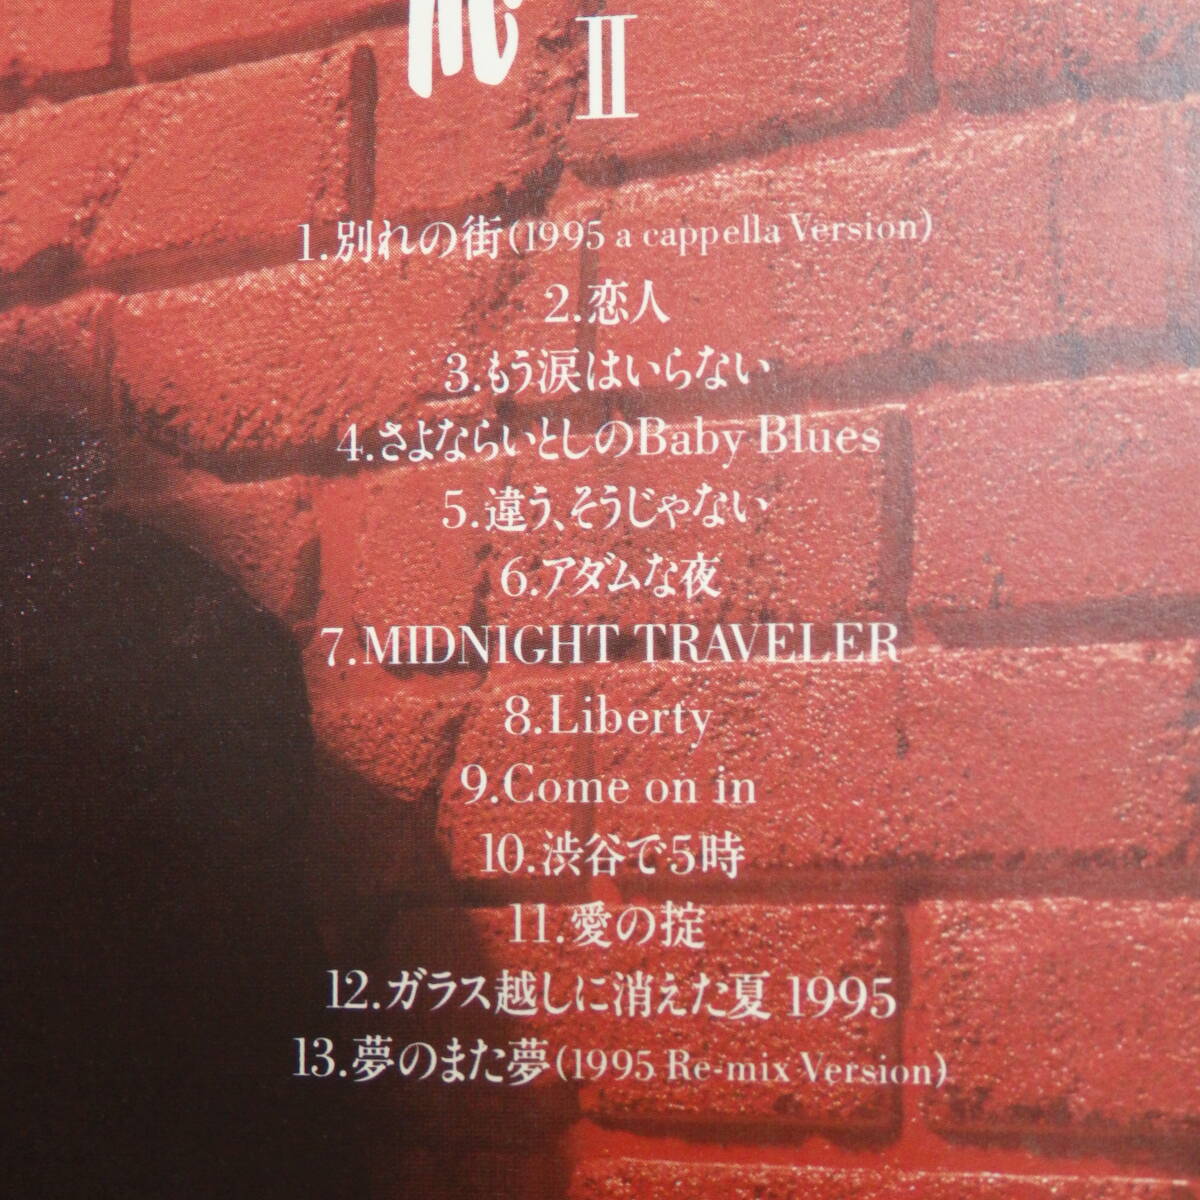 II
1.別れの街(1995 a cappella Version)
2.恋人
3.もう涙はいらない
4.さよならいとしのBaby Blues
5.違う、そうじゃない
6.アダムな夜
7.MIDNIGHT TRAVELER
8.Liberty
9.Come on in
10.渋谷で5時
11.愛の掟
12.ガラス越しに消えた夏 1995
13.夢のまた夢(1995 Re-mix Version)